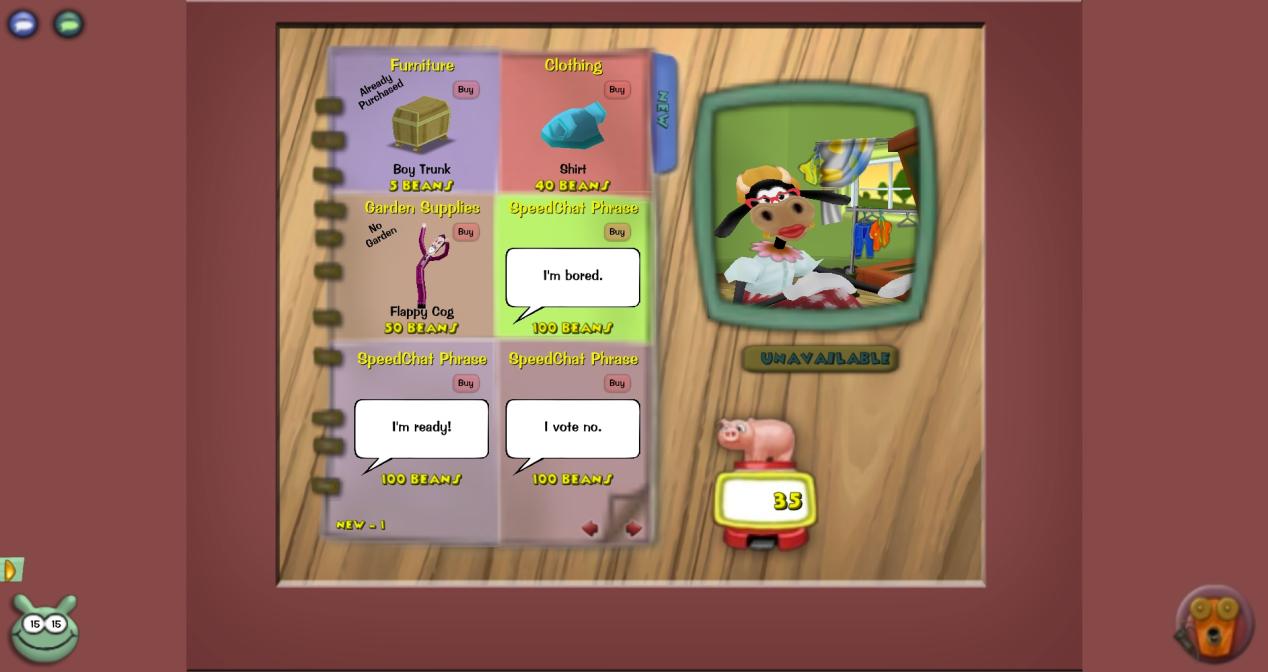 Furniture
Already
Purchased
Buy
Boy Trunk
5 BEANS
Clothing
Buy
Shirt
40 BEANS
NEW
Garden Supplies
No
Garden
Buy
Flappy Cog
50 BEANS
SpeedChat Phrase
Buy
I'm bored.
100 BEANS
SpeedChat Phrase
Buy
I'm ready!
100 BEANS
SpeedChat Phrase
Buy
I vote no.
100 BEANS
NEW - 1
UNAVAILABLE
35
15 15